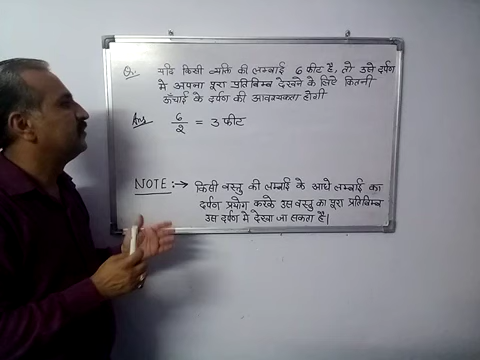 Q. यदि किसी व्यक्ति की लम्बाई 6 फीट है, तो उसे दर्पण
मे अपना पूरा प्रतिबिम्ब देखने के लिए कितनी
ऊँचाई के दर्पण की आवश्यकता होगी
Ans 6/2 = 3 फीट
NOTE:→ किसी वस्तु की लम्बाई के आधे लम्बाई का
दर्पण प्रयोग करके उस वस्तु का पूरा प्रतिबिम्ब
उस दर्पण मे देखा जा सकता है|